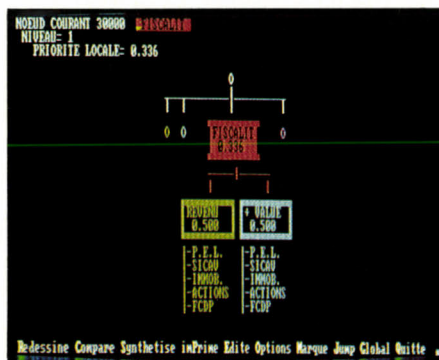 NOEUD COURANT 30000 FISCALIT
NIVEAU= 1
PRIORITE LOCALE= 0.336
0
0 0 FISCALIT 0
0.336
REVENU + VALUE
0.500 0.500
-P.E.L. -P.E.L.
-SICAV -SICAV
-IMMOB. -IMMOB.
-ACTIONS -ACTIONS
-FCDP -FCDP
Redessine Compare Synthetise imPrime Edite Options Marque Jump Global Quitte